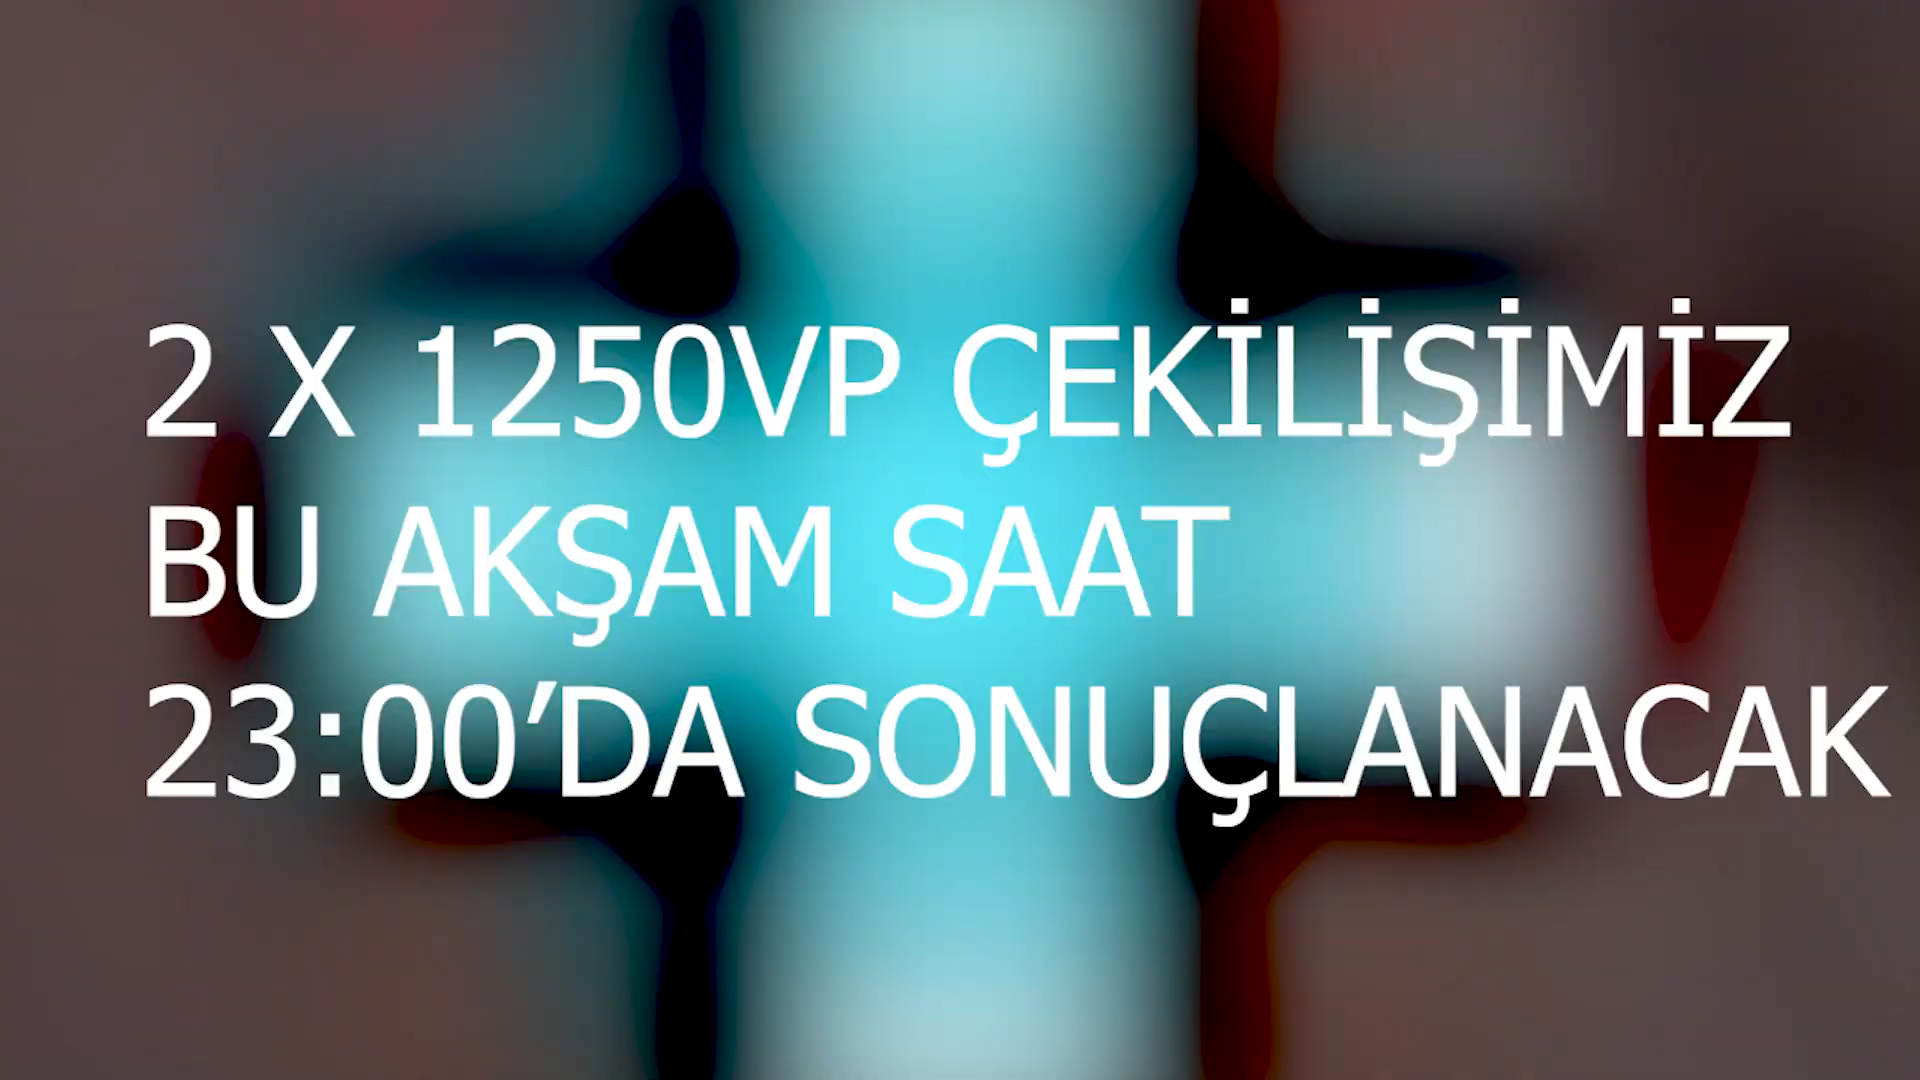 2 X 1250VP ÇEKİLİŞİMİZ
BU AKŞAM SAAT
23:00’DA SONUÇLANACAK